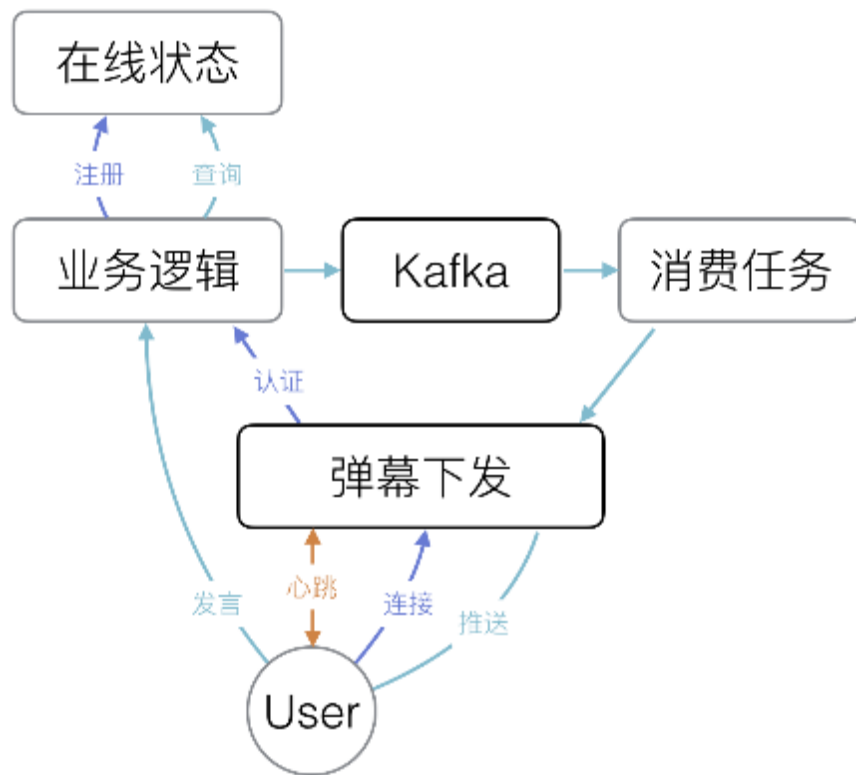 在线状态
注册
查询
业务逻辑
Kafka
消费任务
认证
弹幕下发
发言
心跳
连接
推送
User